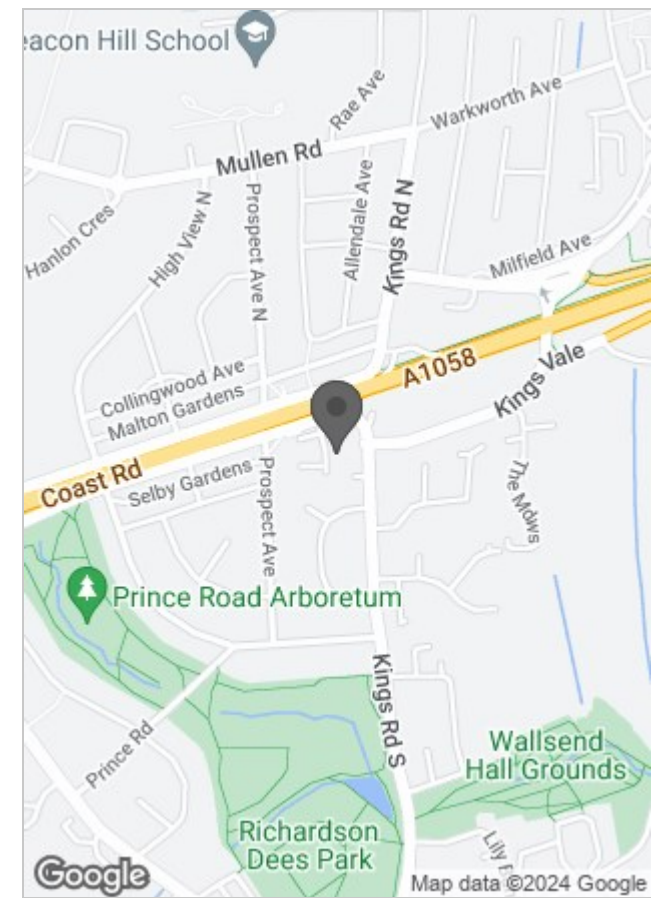 eacon Hill School
Rae Ave
Warkworth Ave
Mullen Rd
Hanlon Cres
High View N
Prospect Ave N
Allendale Ave
Kings Rd N
Milfield Ave
Collingwood Ave
Malton Gardens
A1058
Kings Vale
Coast Rd
Selby Gardens
Prospect Ave
The Mdws
Prince Road Arboretum
Kings Rd S
Prince Rd
Wallsend
Hall Grounds
Richardson
Dees Park
Lily
Google
Map data ©2024 Google